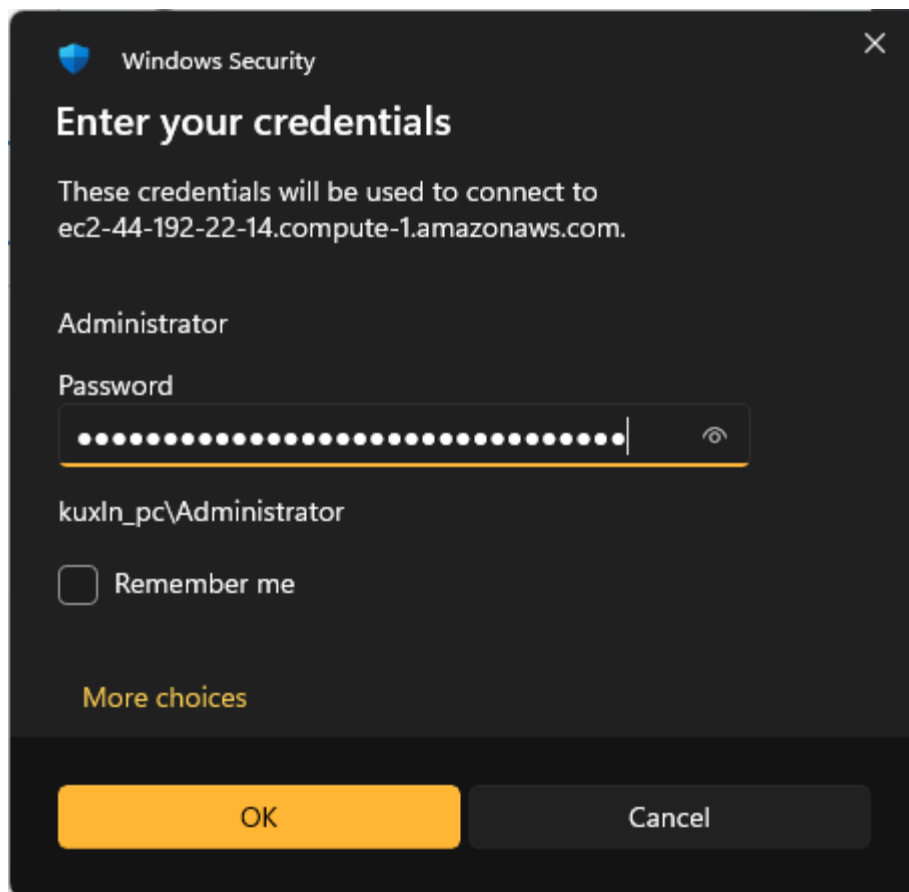 Windows Security
Enter your credentials
These credentials will be used to connect to
ec2-44-192-22-14.compute-1.amazonaws.com.
Administrator
Password
••••••••••••••••••••••••••••••••
kuxln_pc\Administrator
Remember me
More choices
OK
Cancel